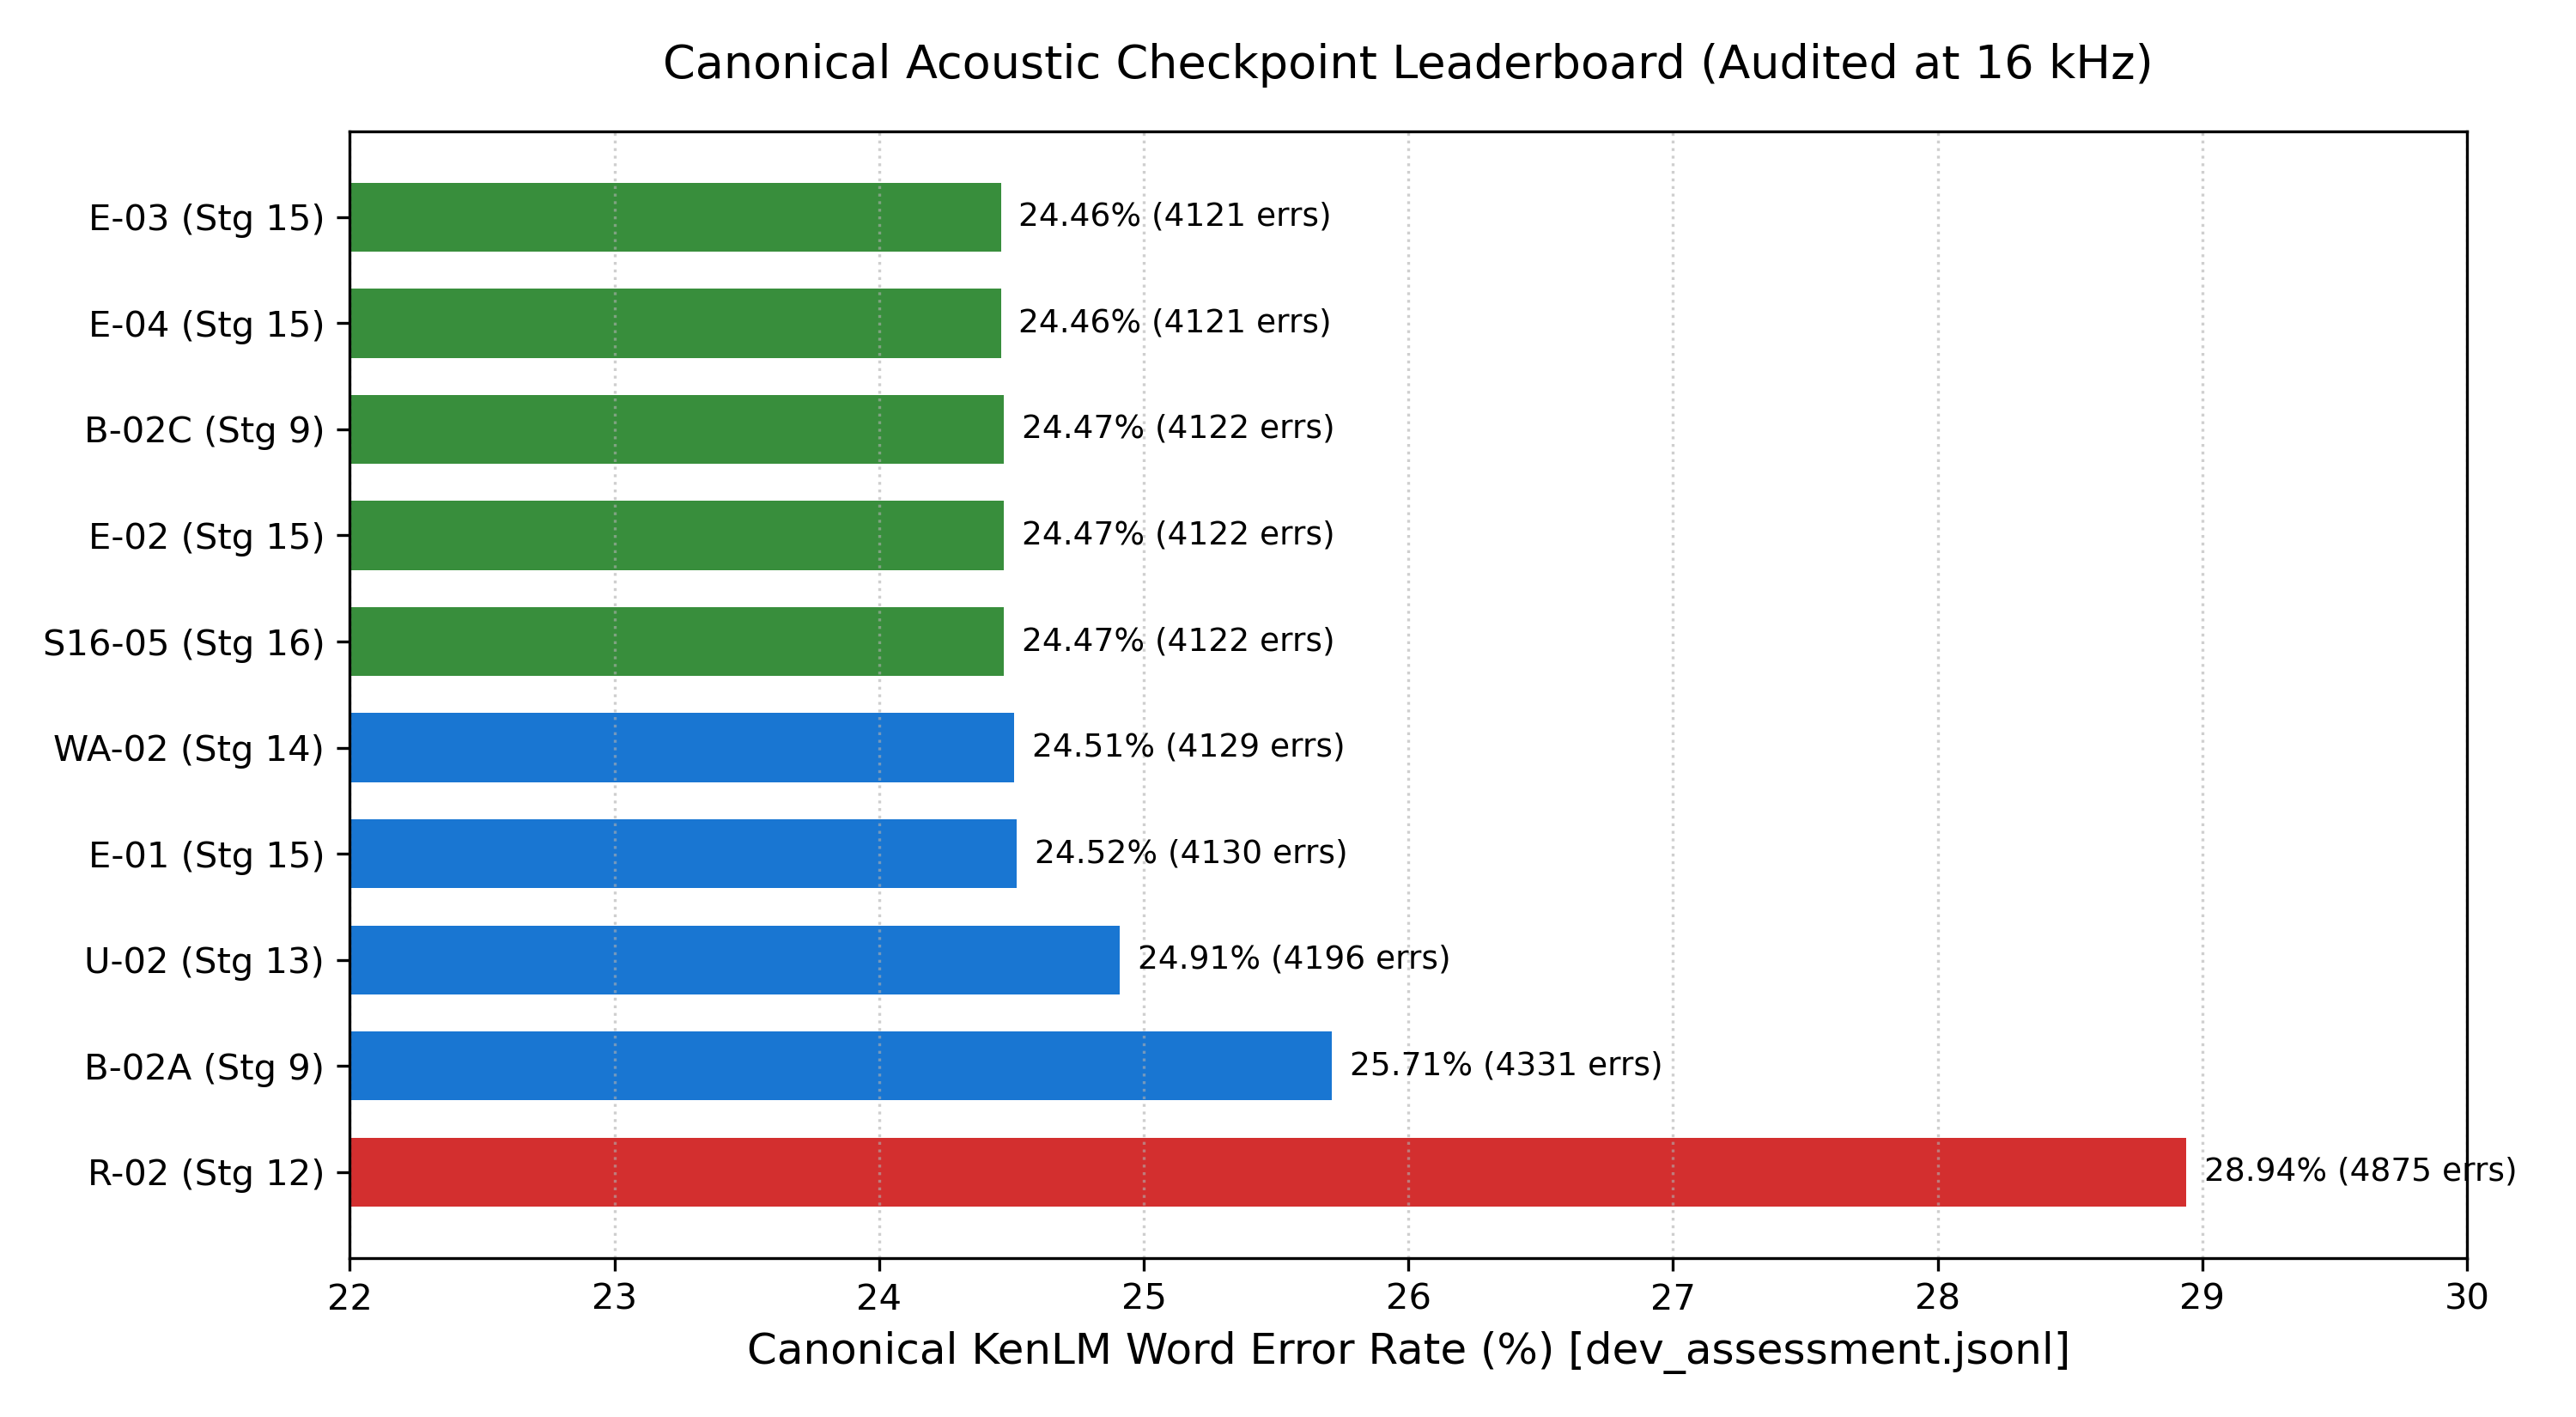 Canonical Acoustic Checkpoint Leaderboard (Audited at 16 kHz)
E-03 (Stg 15) 24.46% (4121 errs)
E-04 (Stg 15) 24.46% (4121 errs)
B-02C (Stg 9) 24.47% (4122 errs)
E-02 (Stg 15) 24.47% (4122 errs)
S16-05 (Stg 16) 24.47% (4122 errs)
WA-02 (Stg 14) 24.51% (4129 errs)
E-01 (Stg 15) 24.52% (4130 errs)
U-02 (Stg 13) 24.91% (4196 errs)
B-02A (Stg 9) 25.71% (4331 errs)
R-02 (Stg 12) 28.94% (4875 errs)
22 23 24 25 26 27 28 29 30
Canonical KenLM Word Error Rate (%) [dev_assessment.jsonl]